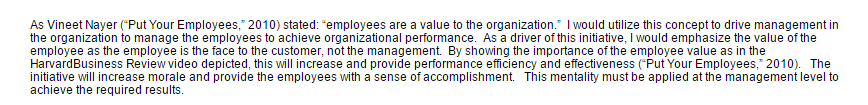 As Vineet Nayer (“Put Your Employees,” 2010) stated: “employees are a value to the organization.”  I would utilize this concept to drive management in
the organization to manage the employees to achieve organizational performance.  As a driver of this initiative, I would emphasize the value of the
employee as the employee is the face to the customer, not the management.  By showing the importance of the employee value as in the
HarvardBusiness Review video depicted, this will increase and provide performance efficiency and effectiveness (“Put Your Employees,” 2010).   The
initiative will increase morale and provide the employees with a sense of accomplishment.   This mentality must be applied at the management level to
achieve the required results.